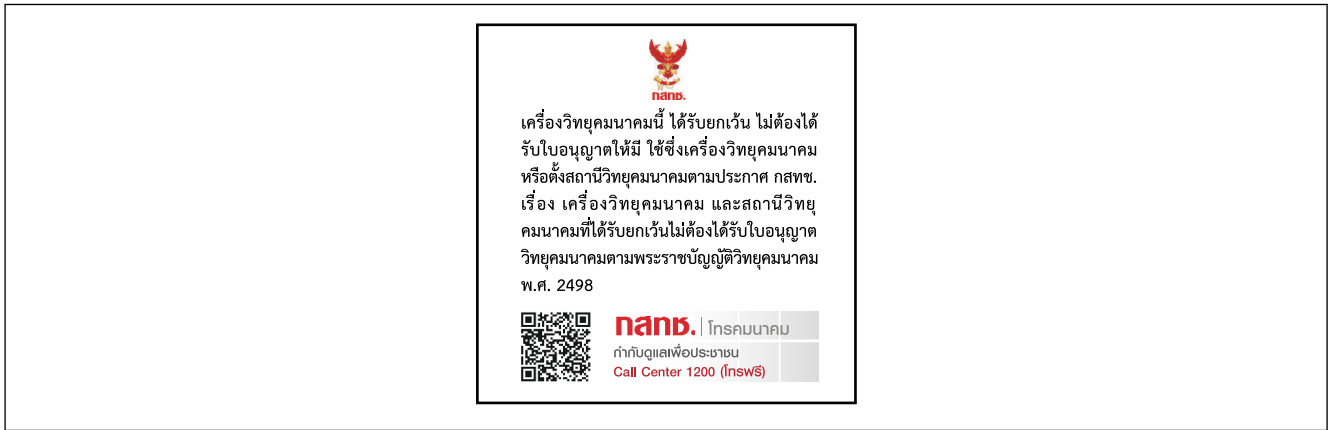 กสทช.
เครื่องวิทยุคมนาคมนี้ ได้รับยกเว้น ไม่ต้องได้
รับใบอนุญาตให้มี ใช้ซึ่งเครื่องวิทยุคมนาคม
หรือตั้งสถานีวิทยุคมนาคมตามประกาศ กสทช.
เรื่อง เครื่องวิทยุคมนาคม และสถานีวิทยุ
คมนาคมที่ได้รับยกเว้นไม่ต้องได้รับใบอนุญาต
วิทยุคมนาคมตามพระราชบัญญัติวิทยุคมนาคม
พ.ศ. 2498
กสทช. | โทรคมนาคม
กำกับดูแลเพื่อประชาชน
Call Center 1200 (โทรฟรี)